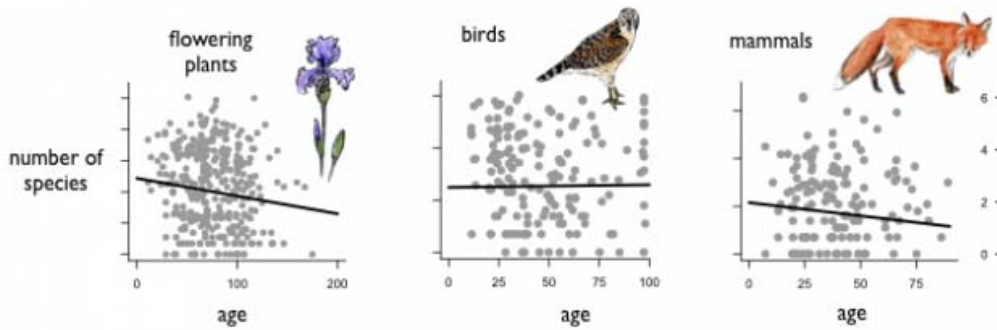 flowering
plants
birds
mammals
number of
species
6
4
2
0
0 100 200
0 25 50 75 100
0 25 50 75
age
age
age